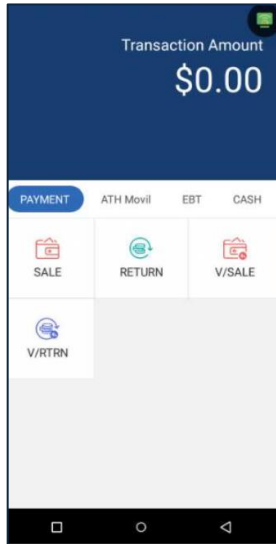 Transaction Amount
$0.00
PAYMENT ATH Movil EBT CASH
SALE RETURN V/SALE
V/RTRN